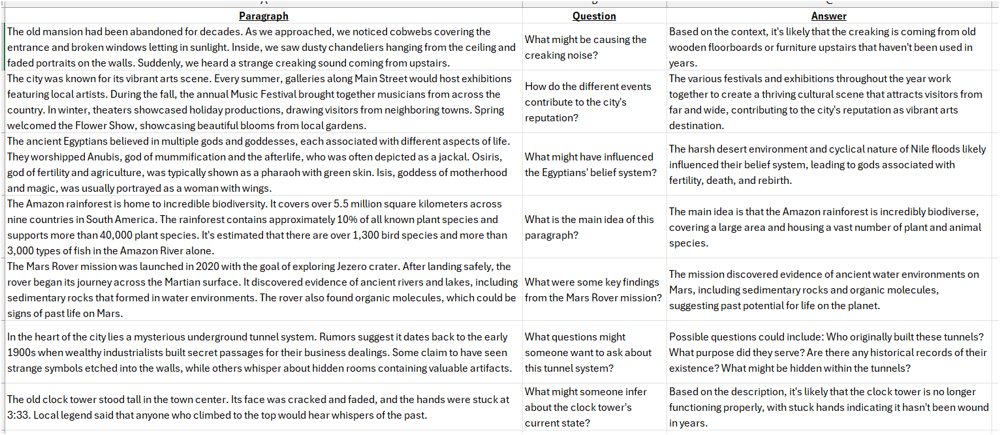 Paragraph Question Answer
The old mansion had been abandoned for decades. As we approached, we noticed cobwebs covering the
entrance and broken windows letting in sunlight. Inside, we saw dusty chandeliers hanging from the ceiling and
faded portraits on the walls. Suddenly, we heard a strange creaking sound coming from upstairs.
What might be causing the
creaking noise?
Based on the context, it's likely that the creaking is coming from old
wooden floorboards or furniture upstairs that haven't been used in
years.
The city was known for its vibrant arts scene. Every summer, galleries along Main Street would host exhibitions
featuring local artists. During the fall, the annual Music Festival brought together musicians from across the
country. In winter, theaters showcased holiday productions, drawing visitors from neighboring towns. Spring
welcomed the Flower Show, showcasing beautiful blooms from local gardens.
How do the different events
contribute to the city's
reputation?
The various festivals and exhibitions throughout the year work
together to create a thriving cultural scene that attracts visitors from
far and wide, contributing to the city's reputation as vibrant arts
destination.
The ancient Egyptians believed in multiple gods and goddesses, each associated with different aspects of life.
They worshipped Anubis, god of mummification and the afterlife, who was often depicted as a jackal. Osiris,
god of fertility and agriculture, was typically shown as a pharaoh with green skin. Isis, goddess of motherhood
and magic, was usually portrayed as a woman with wings.
What might have influenced
the Egyptians' belief system?
The harsh desert environment and cyclical nature of Nile floods likely
influenced their belief system, leading to gods associated with
fertility, death, and rebirth.
The Amazon rainforest is home to incredible biodiversity. It covers over 5.5 million square kilometers across
nine countries in South America. The rainforest contains approximately 10% of all known plant species and
supports more than 40,000 plant species. It's estimated that there are over 1,300 bird species and more than
3,000 types of fish in the Amazon River alone.
What is the main idea of this
paragraph?
The main idea is that the Amazon rainforest is incredibly biodiverse,
covering a large area and housing a vast number of plant and animal
species.
The Mars Rover mission was launched in 2020 with the goal of exploring Jezero crater. After landing safely, the
rover began its journey across the Martian surface. It discovered evidence of ancient rivers and lakes, including
sedimentary rocks that formed in water environments. The rover also found organic molecules, which could be
signs of past life on Mars.
What were some key findings
from the Mars Rover mission?
The mission discovered evidence of ancient water environments on
Mars, including sedimentary rocks and organic molecules,
suggesting past potential for life on the planet.
In the heart of the city lies a mysterious underground tunnel system. Rumors suggest it dates back to the early
1900s when wealthy industrialists built secret passages for their business dealings. Some claim to have seen
strange symbols etched into the walls, while others whisper about hidden rooms containing valuable artifacts.
What questions might
someone want to ask about
this tunnel system?
Possible questions could include: Who originally built these tunnels?
What purpose did they serve? Are there any historical records of their
existence? What might be hidden within the tunnels?
The old clock tower stood tall in the town center. Its face was cracked and faded, and the hands were stuck at
3:33. Local legend said that anyone who climbed to the top would hear whispers of the past.
What might someone infer
about the clock tower's
current state?
Based on the description, it's likely that the clock tower is no longer
functioning properly, with stuck hands indicating it hasn't been wound
in years.